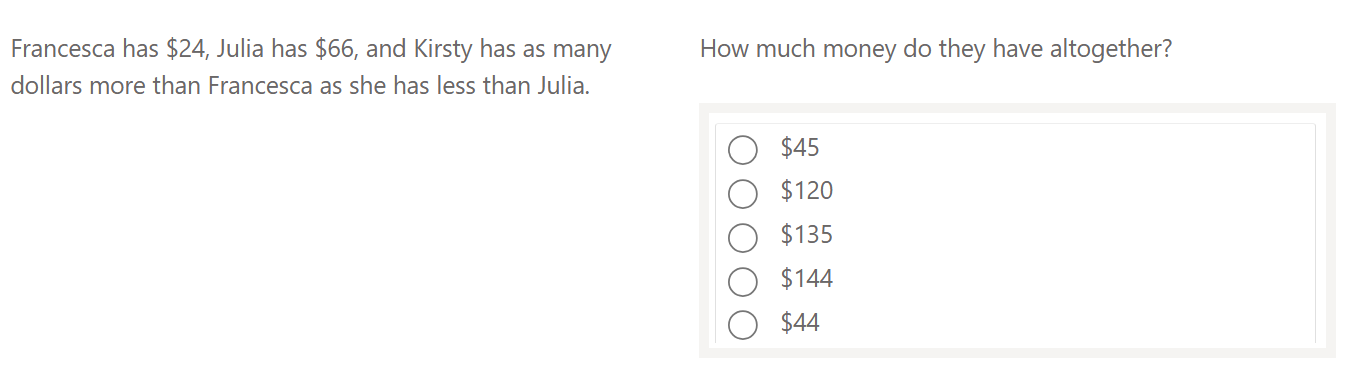 Francesca has $24, Julia has $66, and Kirsty has as many
dollars more than Francesca as she has less than Julia.
How much money do they have altogether?
$45
$120
$135
$144
$44